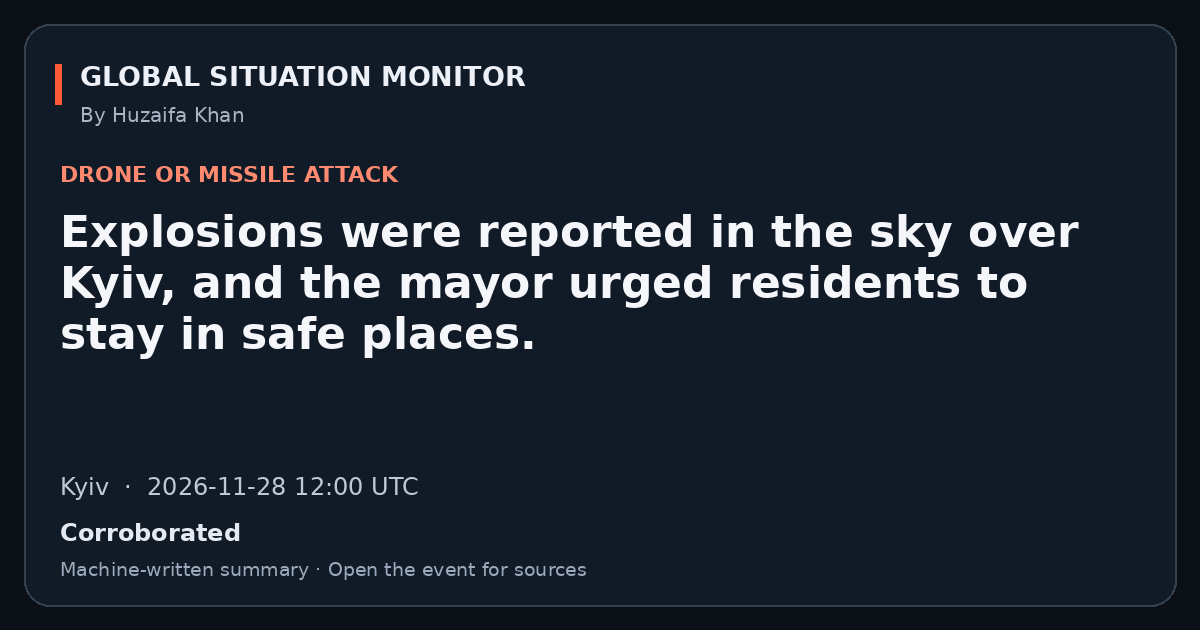 GLOBAL SITUATION MONITOR
By Huzaifa Khan
DRONE OR MISSILE ATTACK
Explosions were reported in the sky over
Kyiv, and the mayor urged residents to
stay in safe places.
Kyiv · 2026-11-28 12:00 UTC
Corroborated
Machine-written summary · Open the event for sources